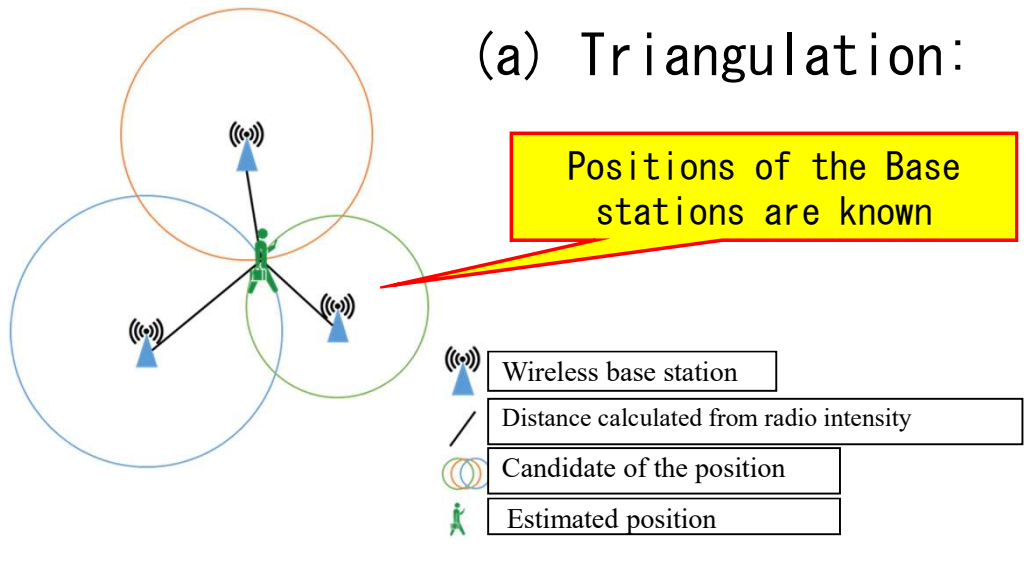 (a) Triangulation:
Positions of the Base
stations are known
Wireless base station
Distance calculated from radio intensity
Candidate of the position
Estimated position